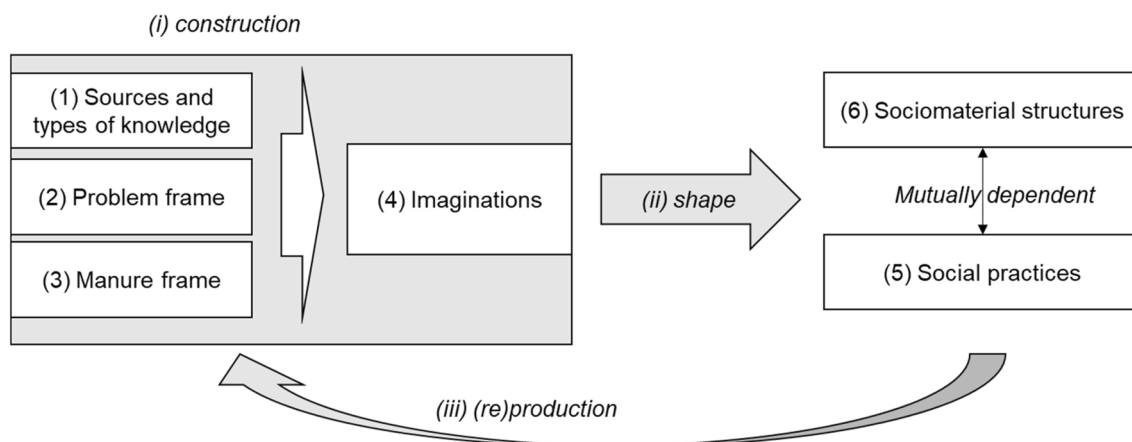 (i) construction
(1) Sources and
types of knowledge
(2) Problem frame
(3) Manure frame
(4) Imaginations
(ii) shape
(6) Sociomaterial structures
Mutually dependent
(5) Social practices
(iii) (re)production